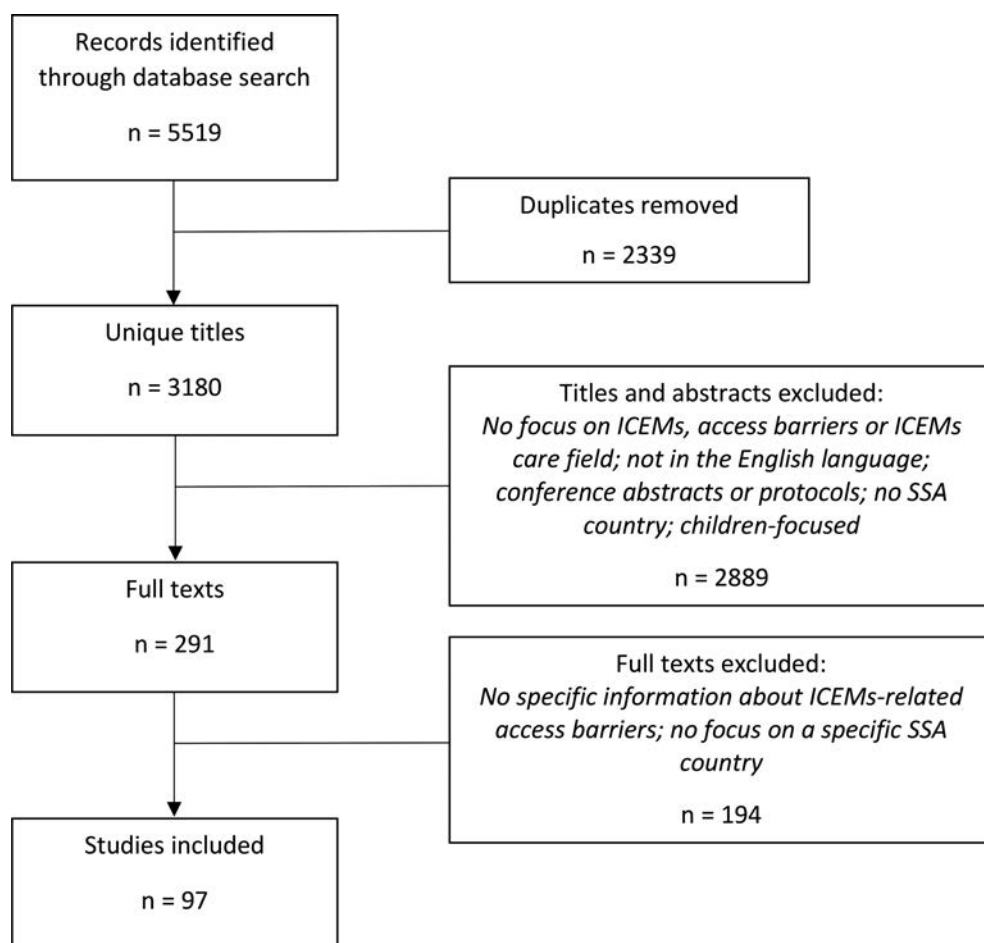 Records identified
through database search
n = 5519
Duplicates removed
n = 2339
Unique titles
n = 3180
Titles and abstracts excluded:
No focus on ICEMs, access barriers or ICEMs
care field; not in the English language;
conference abstracts or protocols; no SSA
country; children-focused
n = 2889
Full texts
n = 291
Full texts excluded:
No specific information about ICEMs-related
access barriers; no focus on a specific SSA
country
n = 194
Studies included
n = 97